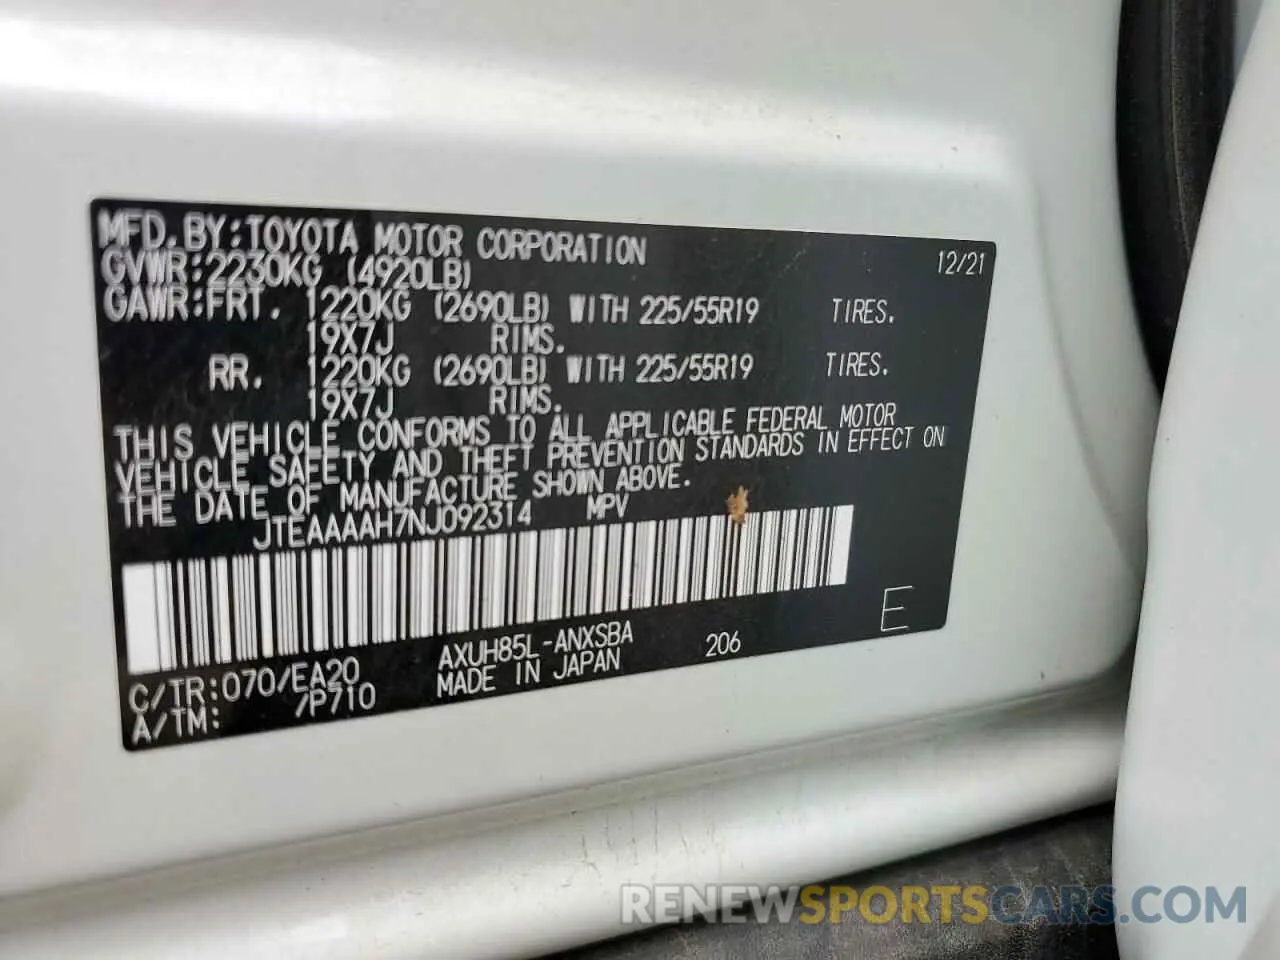 MFD.BY:TOYOTA MOTOR CORPORATION 12/21
GVWR:2230KG (4920LB)
GAWR:FRT. 1220KG (2690LB) WITH 225/55R19 TIRES.
19X7J RIMS.
RR. 1220KG (2690LB) WITH 225/55R19 TIRES.
19X7J RIMS.
THIS VEHICLE CONFORMS TO ALL APPLICABLE FEDERAL MOTOR
VEHICLE SAFETY AND THEFT PREVENTION STANDARDS IN EFFECT ON
THE DATE OF MANUFACTURE SHOWN ABOVE.
JTEAAAAH7NJ092314 MPV
C/TR:070/EA20 AXUH85L-ANXSBA 206 E
A/TM: /P710 MADE IN JAPAN
RENEWSPORTSCARS.COM